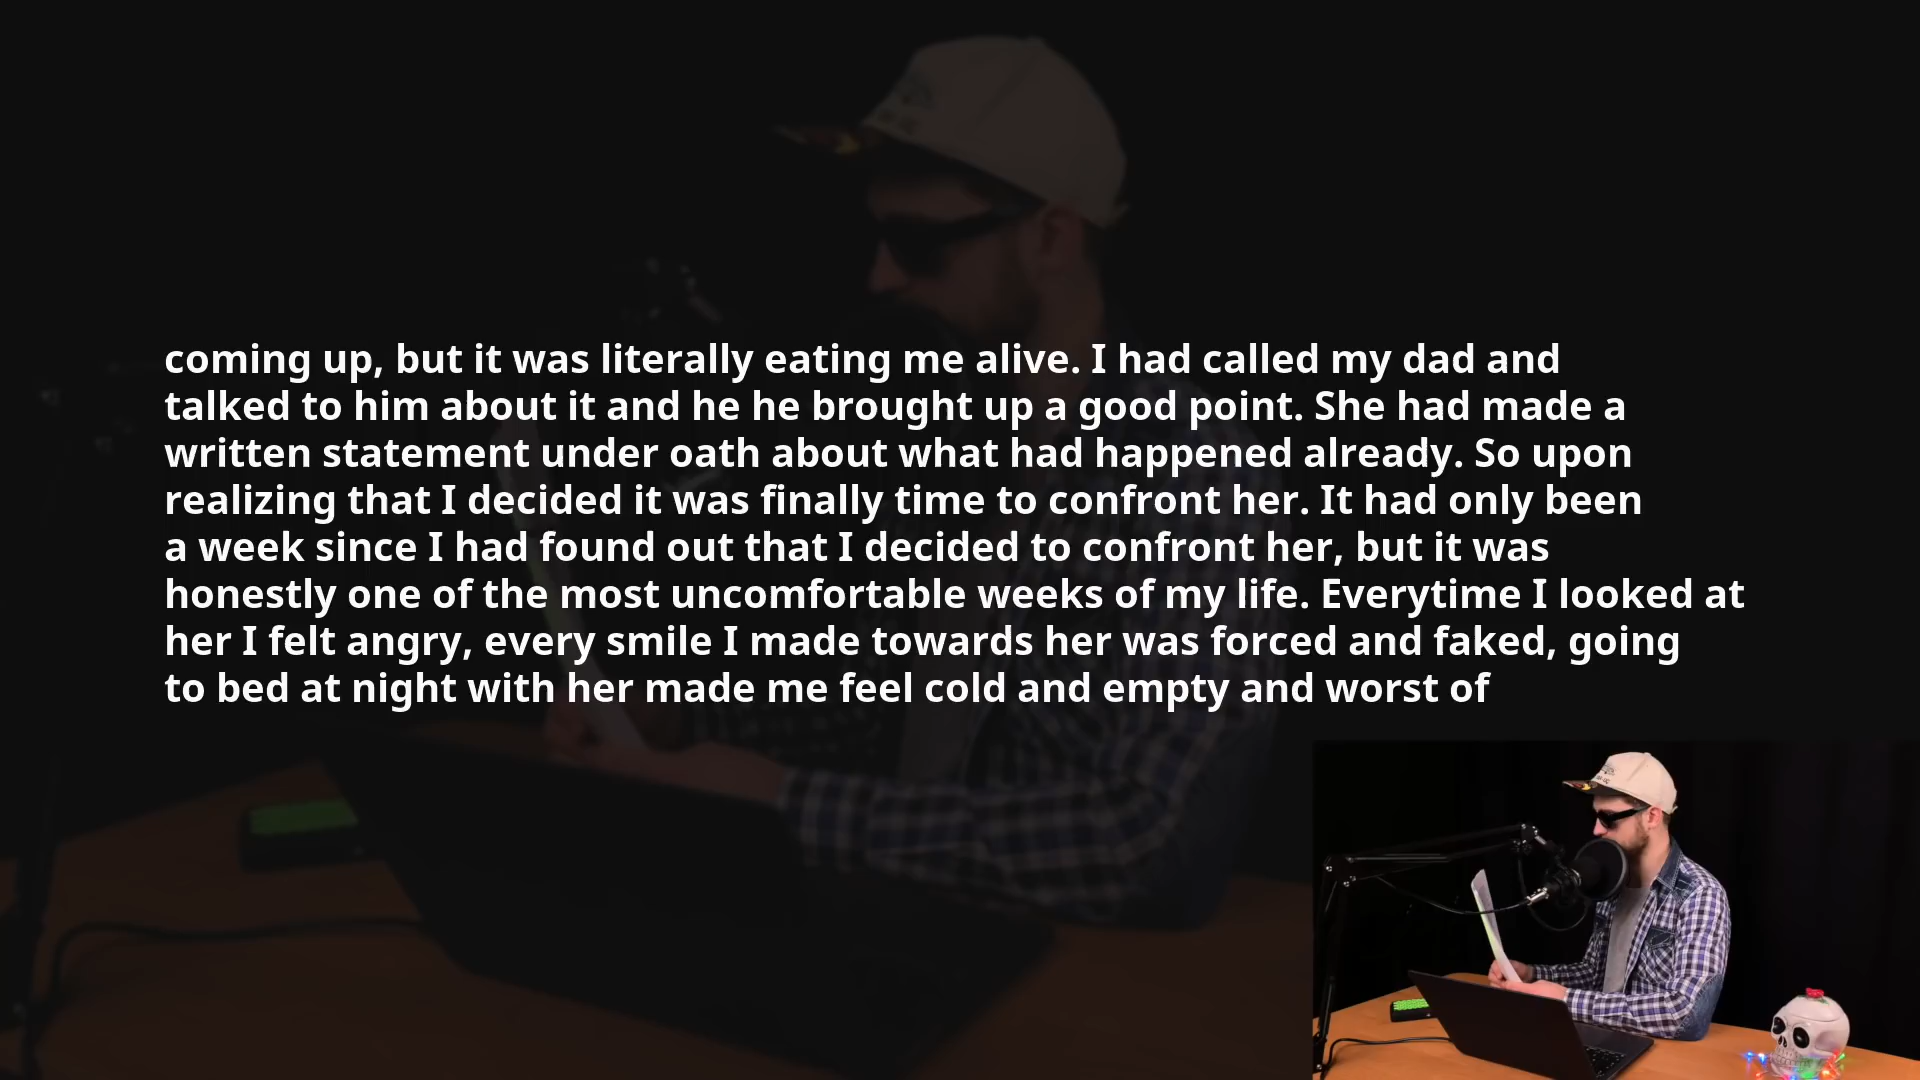 coming up, but it was literally eating me alive. I had called my dad and
talked to him about it and he he brought up a good point. She had made a
written statement under oath about what had happened already. So upon
realizing that I decided it was finally time to confront her. It had only been
a week since I had found out that I decided to confront her, but it was
honestly one of the most uncomfortable weeks of my life. Everytime I looked at
her I felt angry, every smile I made towards her was forced and faked, going
to bed at night with her made me feel cold and empty and worst of